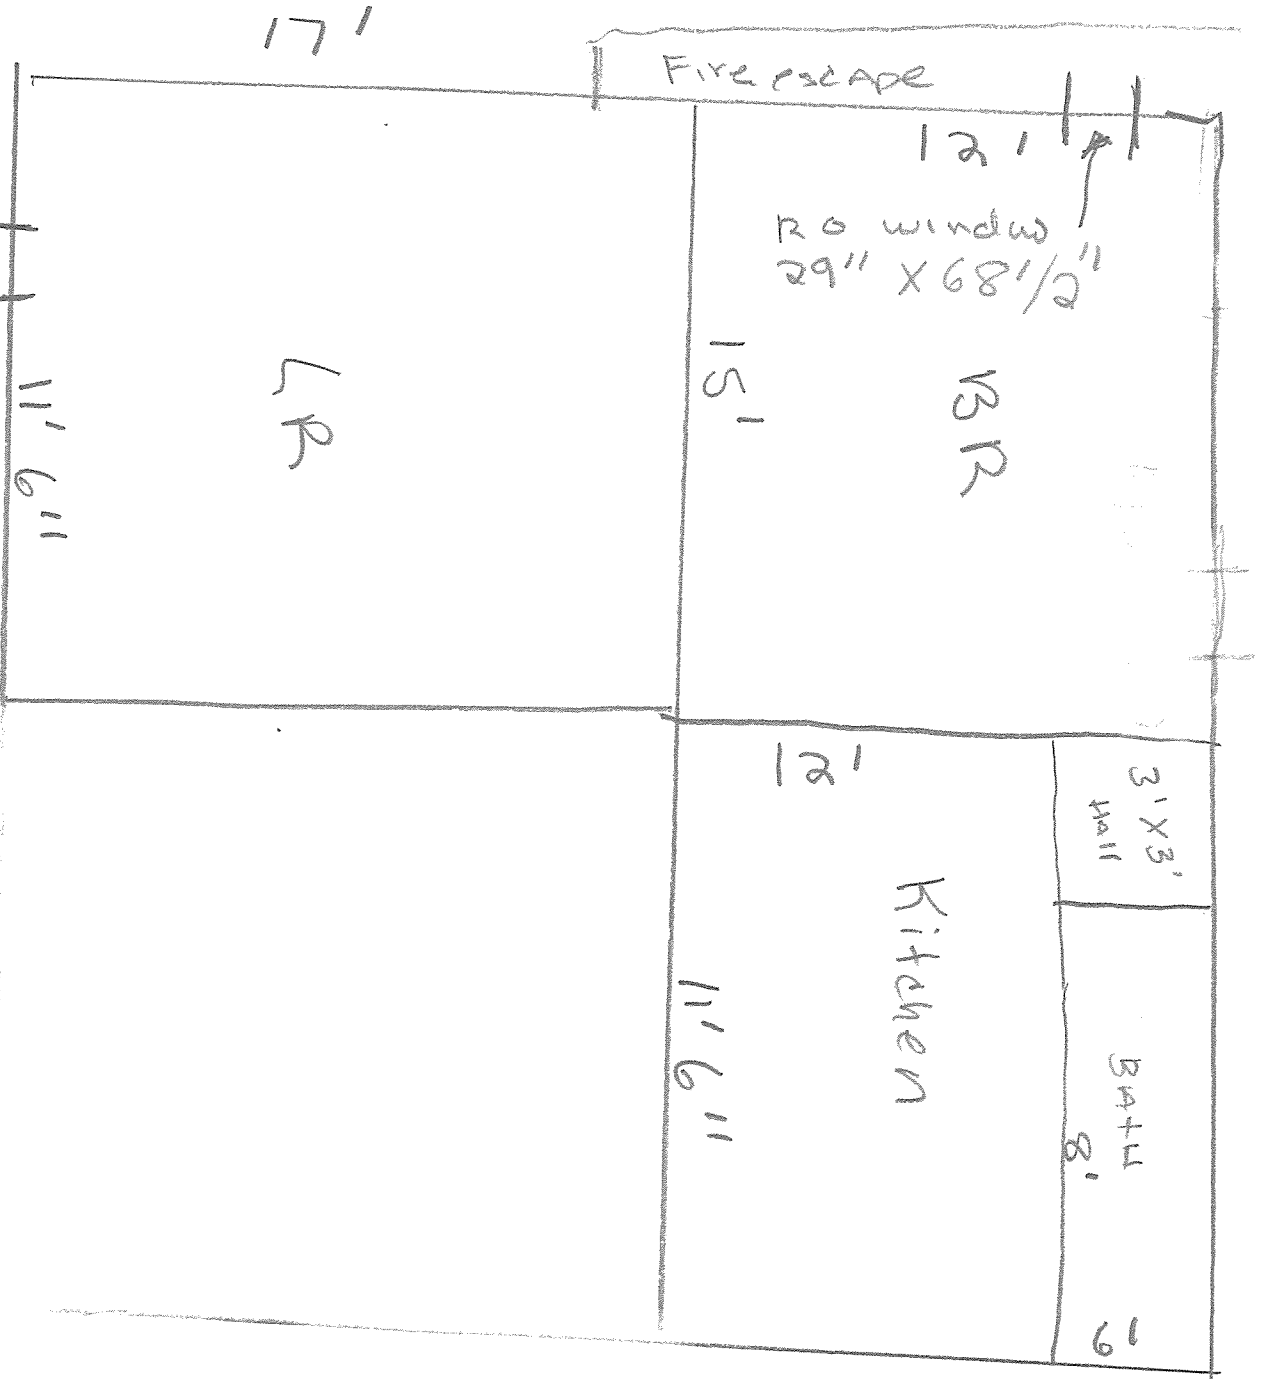 17'
Fire escape
12'
RO window
29" X 68 1/2"
LR
11' 6"
15'
BR
12'
3' X 3'
Hall
Kitchen
11' 6"
BATH
8'
6'